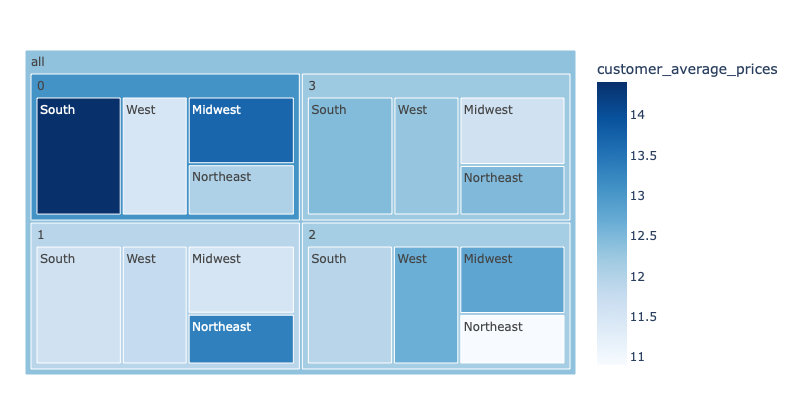 all
0
South
West
Midwest
Northeast
3
South
West
Midwest
Northeast
1
South
West
Midwest
Northeast
2
South
West
Midwest
Northeast
customer_average_prices
14
13.5
13
12.5
12
11.5
11